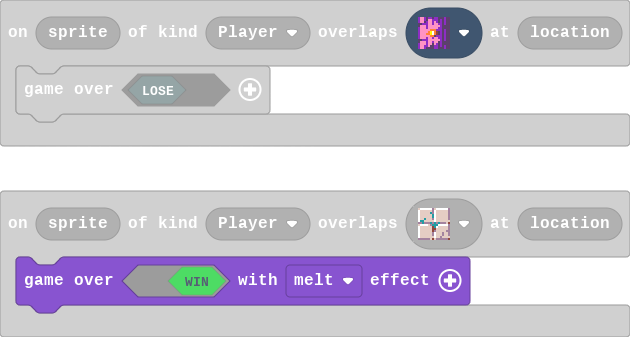 on sprite of kind Player overlaps at location
game over LOSE
on sprite of kind Player overlaps at location
game over WIN with melt effect